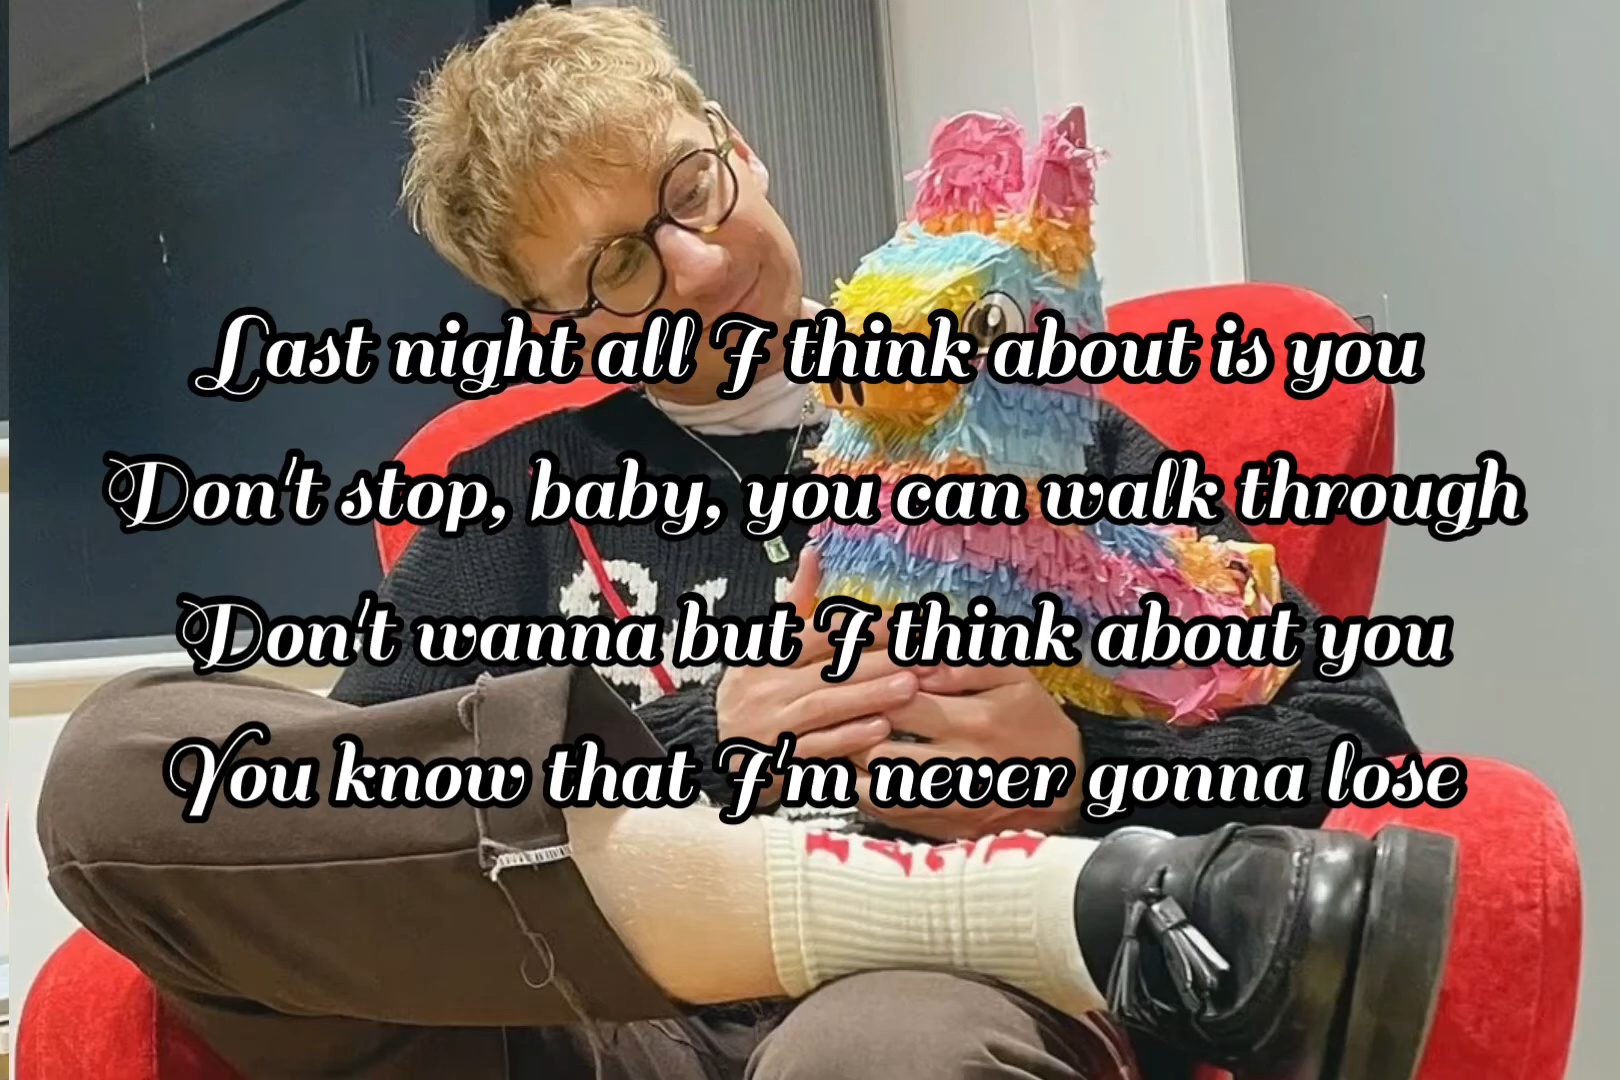 Last night all I think about is you
Don't stop, baby, you can walk through
Don't wanna but I think about you
You know that I'm never gonna lose